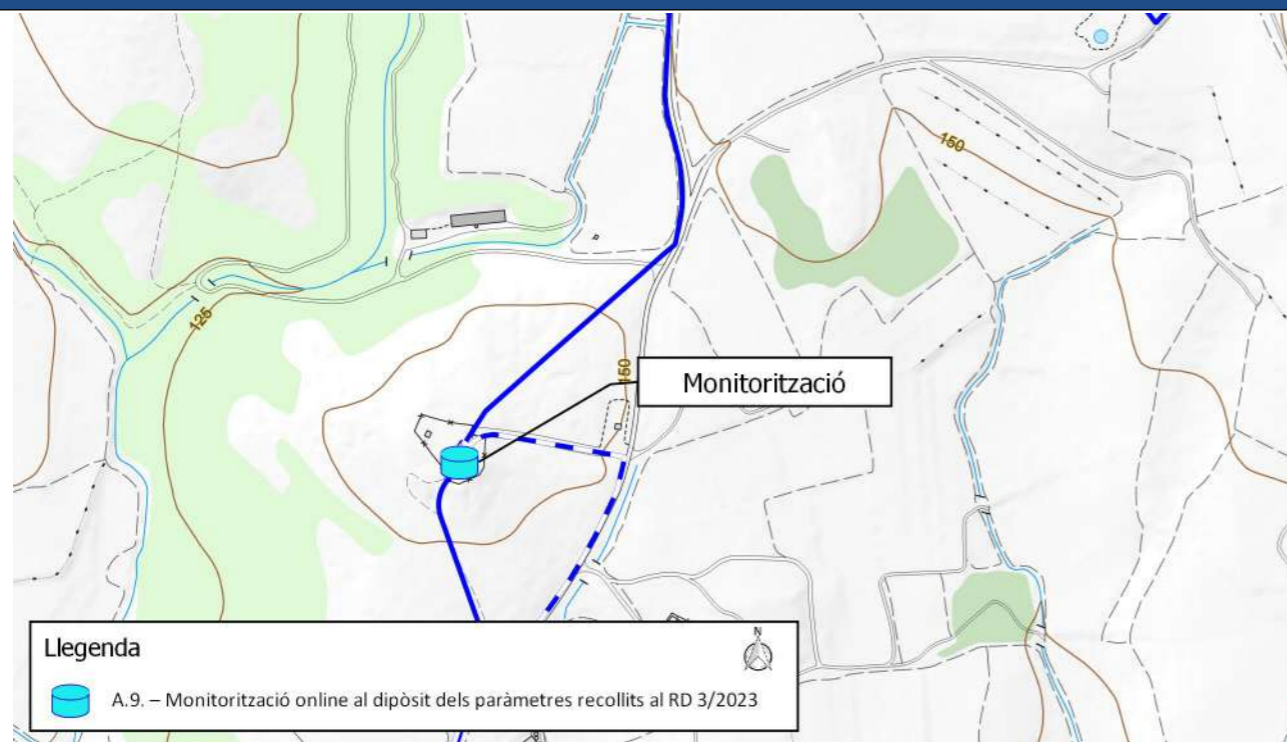 150
125
150
Monitorització
Llegenda
N
A.9. – Monitorització online al dipòsit dels paràmetres recollits al RD 3/2023